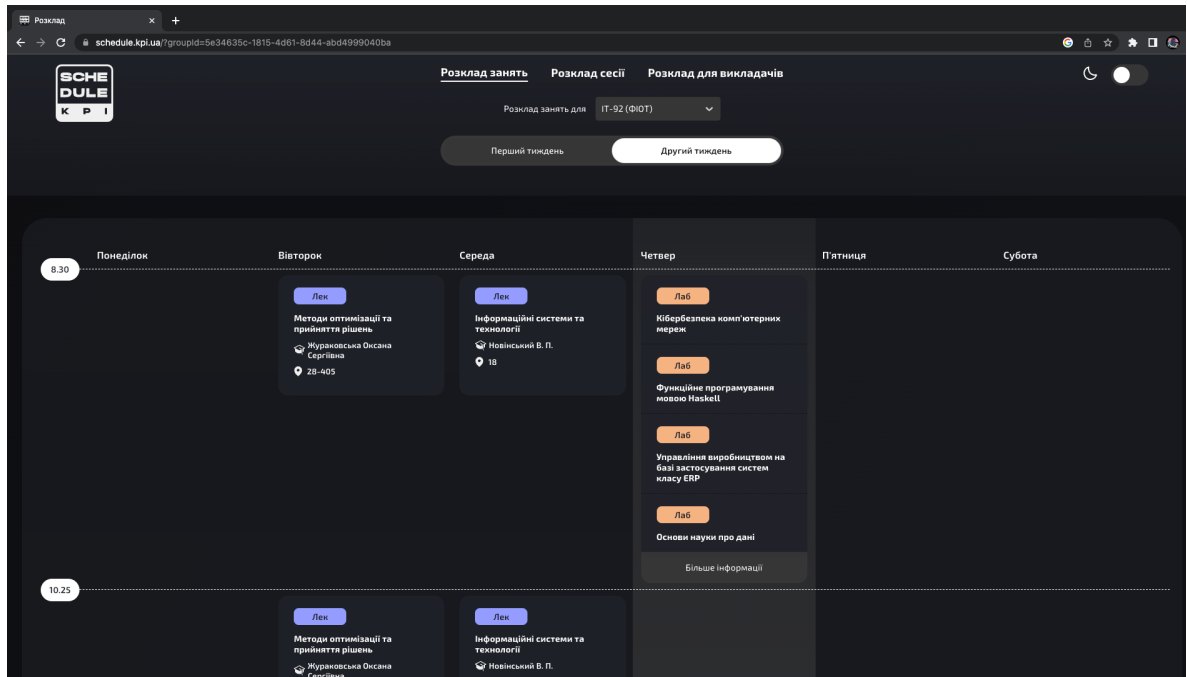 Розклад
schedule.kpi.ua/?groupId=5e34635c-1815-4d61-8d44-abd4999040ba
SCHE
DULE
K P I
Розклад занять
Розклад сесії
Розклад для викладачів
Розклад занять для
ІТ-92 (ФІОТ)
Перший тиждень
Другий тиждень
Понеділок
Вівторок
Середа
Четвер
П'ятниця
Субота
8.30
Лек
Методи оптимізації та
прийняття рішень
Жураковська Оксана
Сергіївна
28-405
Лек
Інформаційні системи та
технології
Новінський В. П.
18
Лаб
Кібербезпека комп'ютерних
мереж
Лаб
Функційне програмування
мовою Haskell
Лаб
Управління виробництвом на
базі застосування систем
класу ERP
Лаб
Основи науки про дані
Більше інформації
10.25
Лек
Методи оптимізації та
прийняття рішень
Жураковська Оксана
Сергіївна
Лек
Інформаційні системи та
технології
Новінський В. П.